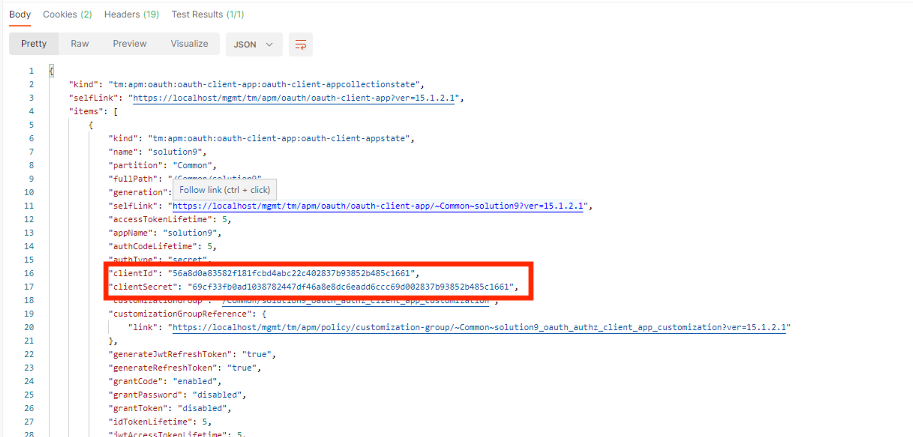 Body Cookies (2) Headers (19) Test Results (1/1)
Pretty Raw Preview Visualize JSON
1 {
2 "kind": "tm:apm:oauth:oauth-client-app:oauth-client-appcollectionstate",
3 "selfLink": "https://localhost/mgmt/tm/apm/oauth/oauth-client-app?ver=15.1.2.1",
4 "items": [
5 {
6 "kind": "tm:apm:oauth:oauth-client-app:oauth-client-appstate",
7 "name": "solution9",
8 "partition": "Common",
9 "fullPath": "/Common/solution9",
Follow link (ctrl + click)
10 "generation":
11 "selfLink": "https://localhost/mgmt/tm/apm/oauth/oauth-client-app/~Common~solution9?ver=15.1.2.1",
12 "accessTokenLifetime": 5,
13 "appName": "solution9",
14 "authCodeLifetime": 5,
15 "authType": "secret",
16 "clientId": "56a8d0a83582f181fcbd4abc22c402837b93852b485c1661",
17 "clientSecret": "69cf33fb0ad1038782447df46a8e8dc6eadd6ccc69d002837b93852b485c1661",
18 "customizationGroup": "/Common/solution9_oauth_authz_client_app_customization",
19 "customizationGroupReference": {
20 "link": "https://localhost/mgmt/tm/apm/policy/customization-group/~Common~solution9_oauth_authz_client_app_customization?ver=15.1.2.1"
21 },
22 "generateJwtRefreshToken": "true",
23 "generateRefreshToken": "true",
24 "grantCode": "enabled",
25 "grantPassword": "disabled",
26 "grantToken": "disabled",
27 "idTokenLifetime": 5,
28 "jwtAccessTokenLifetime": 5,